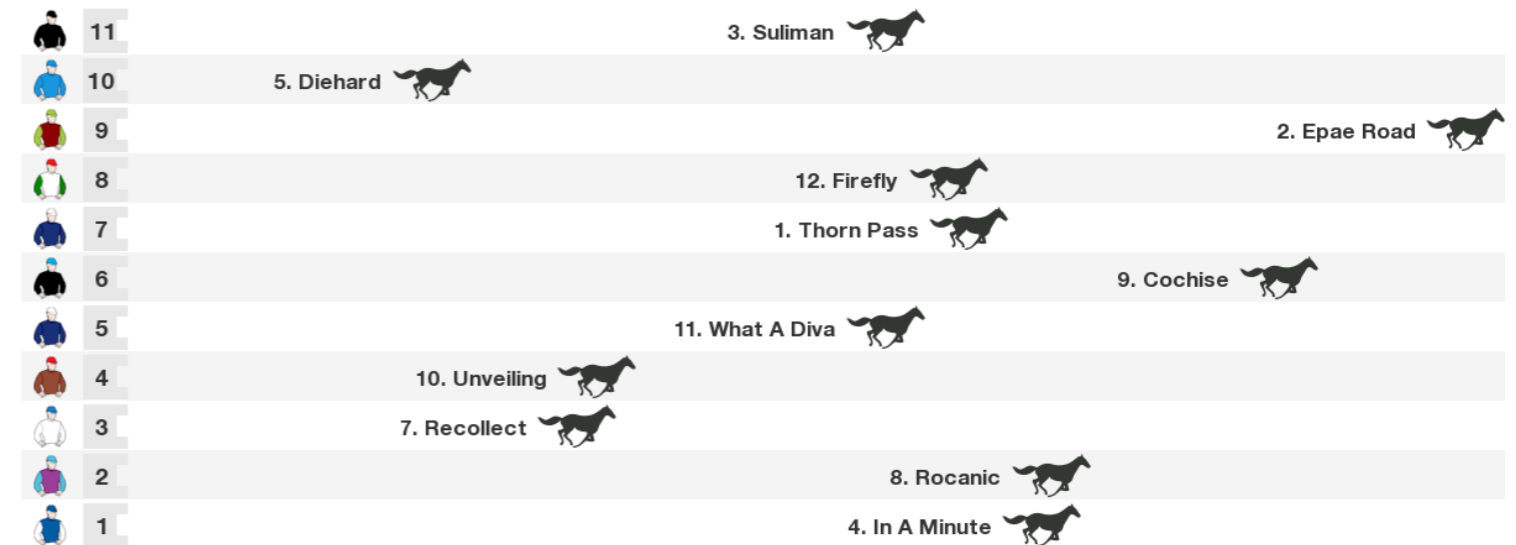 11 3. Suliman
10 5. Diehard
9 2. Epae Road
8 12. Firefly
7 1. Thorn Pass
6 9. Cochise
5 11. What A Diva
4 10. Unveiling
3 7. Recollect
2 8. Rocanic
1 4. In A Minute